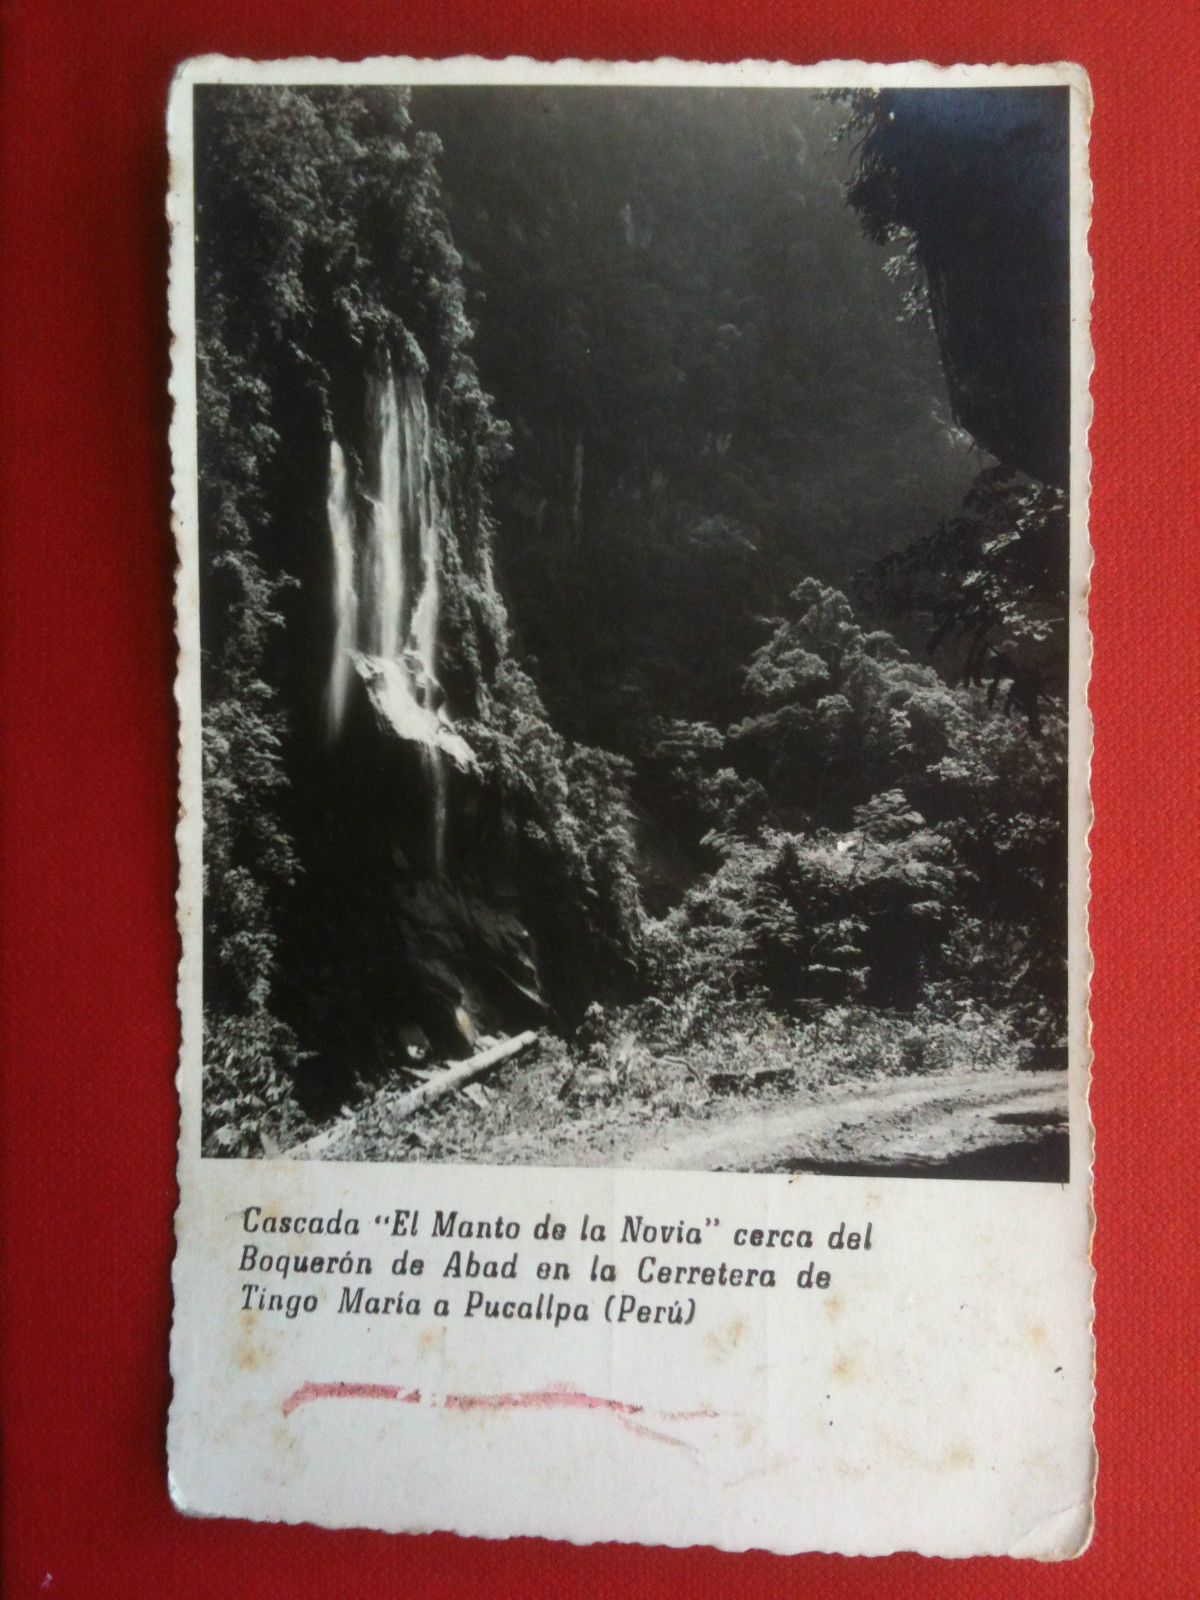 Cascada “El Manto de la Novia” cerca del
Boquerón de Abad en la Cerretera de
Tingo María a Pucallpa (Perú)